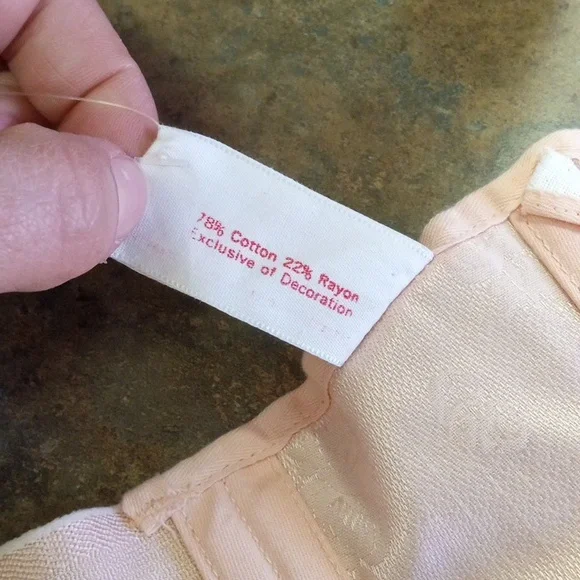 78% Cotton 22% Rayon
Exclusive of Decoration